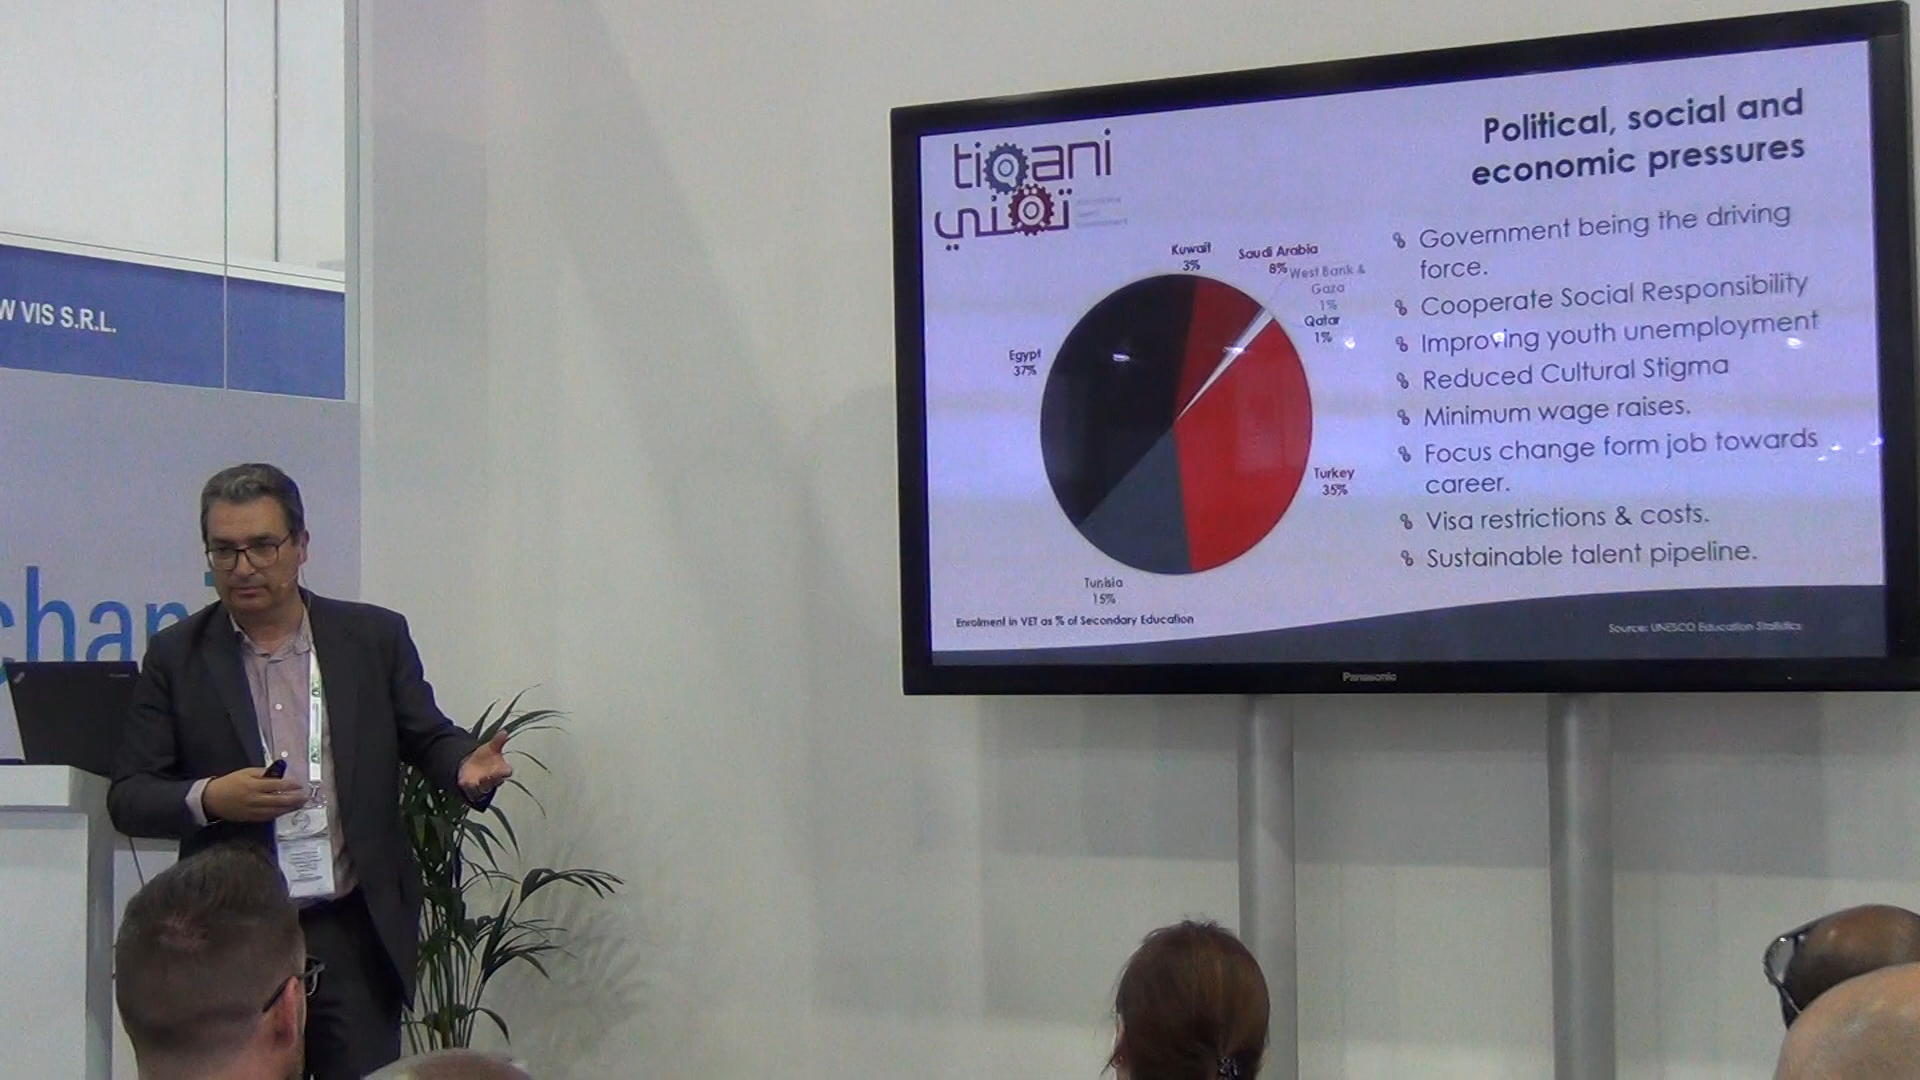 W VIS S.R.L.
chan
tiqani
تقني
Political, social and
economic pressures
Kuwait
3%
Saudi Arabia
8%
West Bank &
Gaza
1%
Qatar
1%
Egypt
37%
Turkey
35%
Tunisia
15%
Enrolment in VET as % of Secondary Education
Government being the driving
force.
Cooperate Social Responsibility
Improving youth unemployment
Reduced Cultural Stigma
Minimum wage raises.
Focus change form job towards
career.
Visa restrictions & costs.
Sustainable talent pipeline.
Source: UNESCO Education Statistics
Panasonic